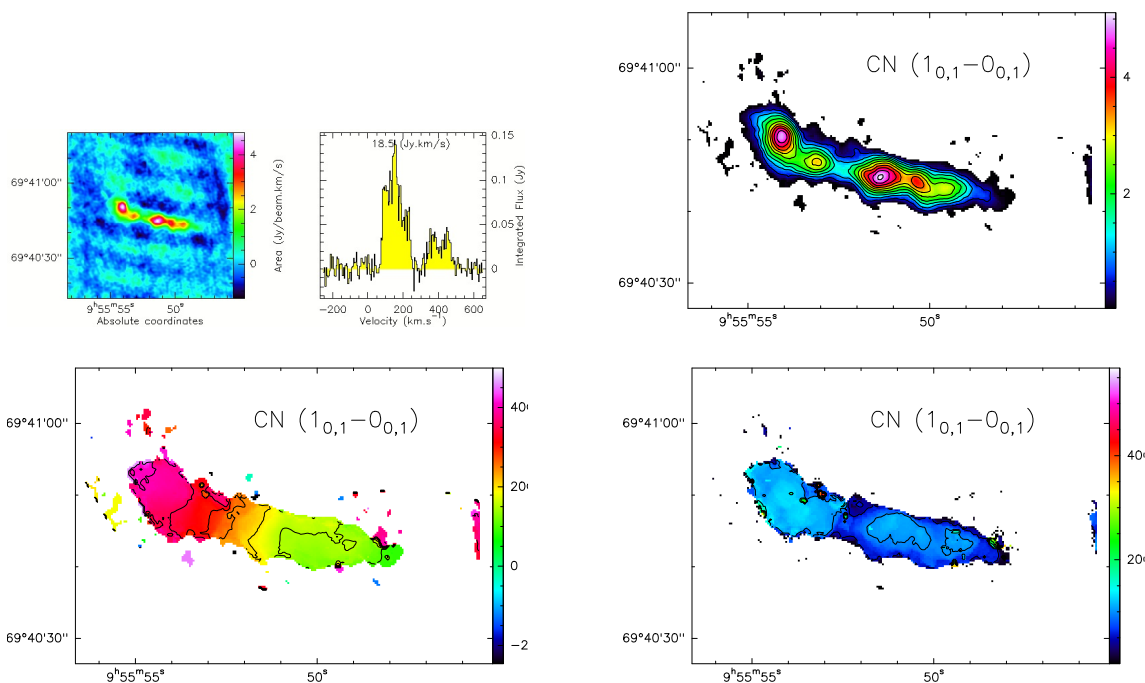 CN (1₀,₁−0₀,₁)
69°41'00"
69°40'30"
9ʰ55ᵐ55ˢ
50ˢ
4
2
69°41'00"
69°40'30"
9ʰ55ᵐ55ˢ
50ˢ
Absolute coordinates
4
2
0
Area (Jy/beam.km/s)
18.5 (Jy.km/s)
0.15
0.1
0.05
0
Integrated Flux (Jy)
−200
0
200
400
600
Velocity (km.s⁻¹)
CN (1₀,₁−0₀,₁)
69°41'00"
69°40'30"
9ʰ55ᵐ55ˢ
50ˢ
40
20
0
−2
CN (1₀,₁−0₀,₁)
69°41'00"
69°40'30"
9ʰ55ᵐ55ˢ
50ˢ
40
20